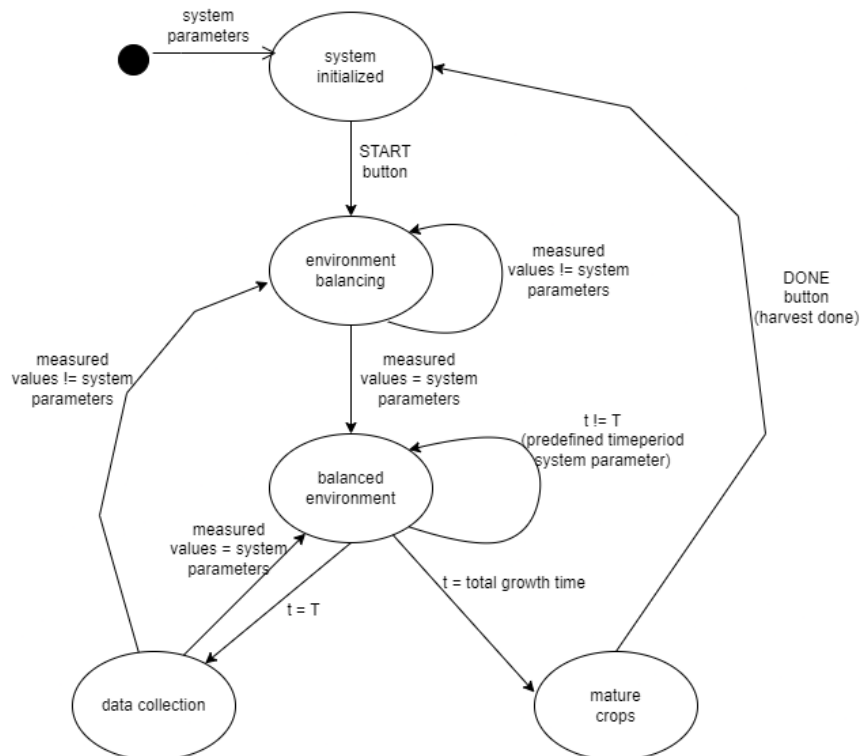 system
parameters
system
initialized
START
button
environment
balancing
measured
values != system
parameters
DONE
button
(harvest done)
measured
values != system
parameters
measured
values = system
parameters
t != T
(predefined timeperiod
system parameter)
balanced
environment
measured
values = system
parameters
t = total growth time
t = T
data collection
mature
crops